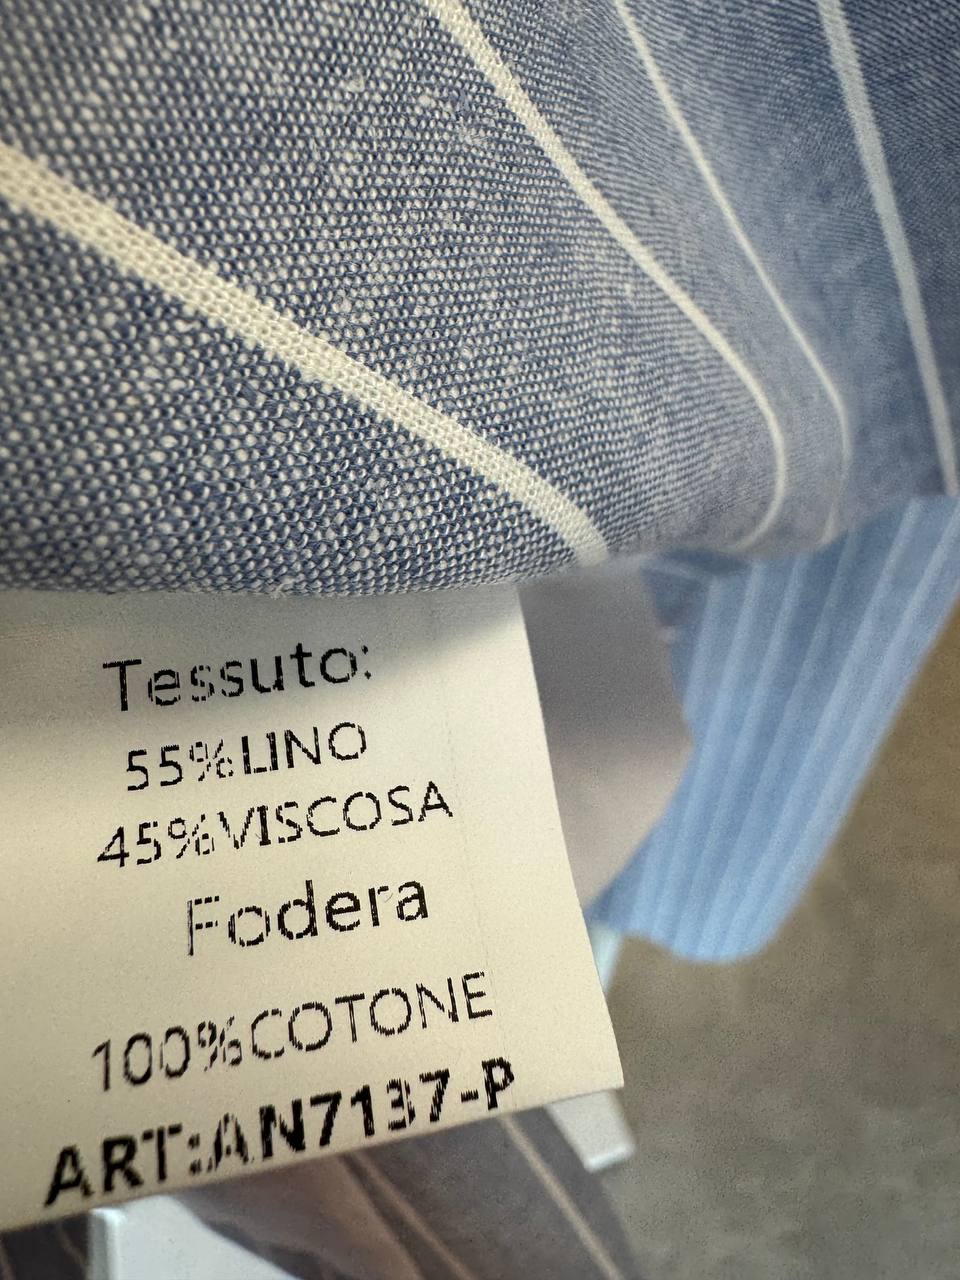 Tessuto:
55%LINO
45%VISCOSA
Fodera
100%COTONE
ART:AN7137-P